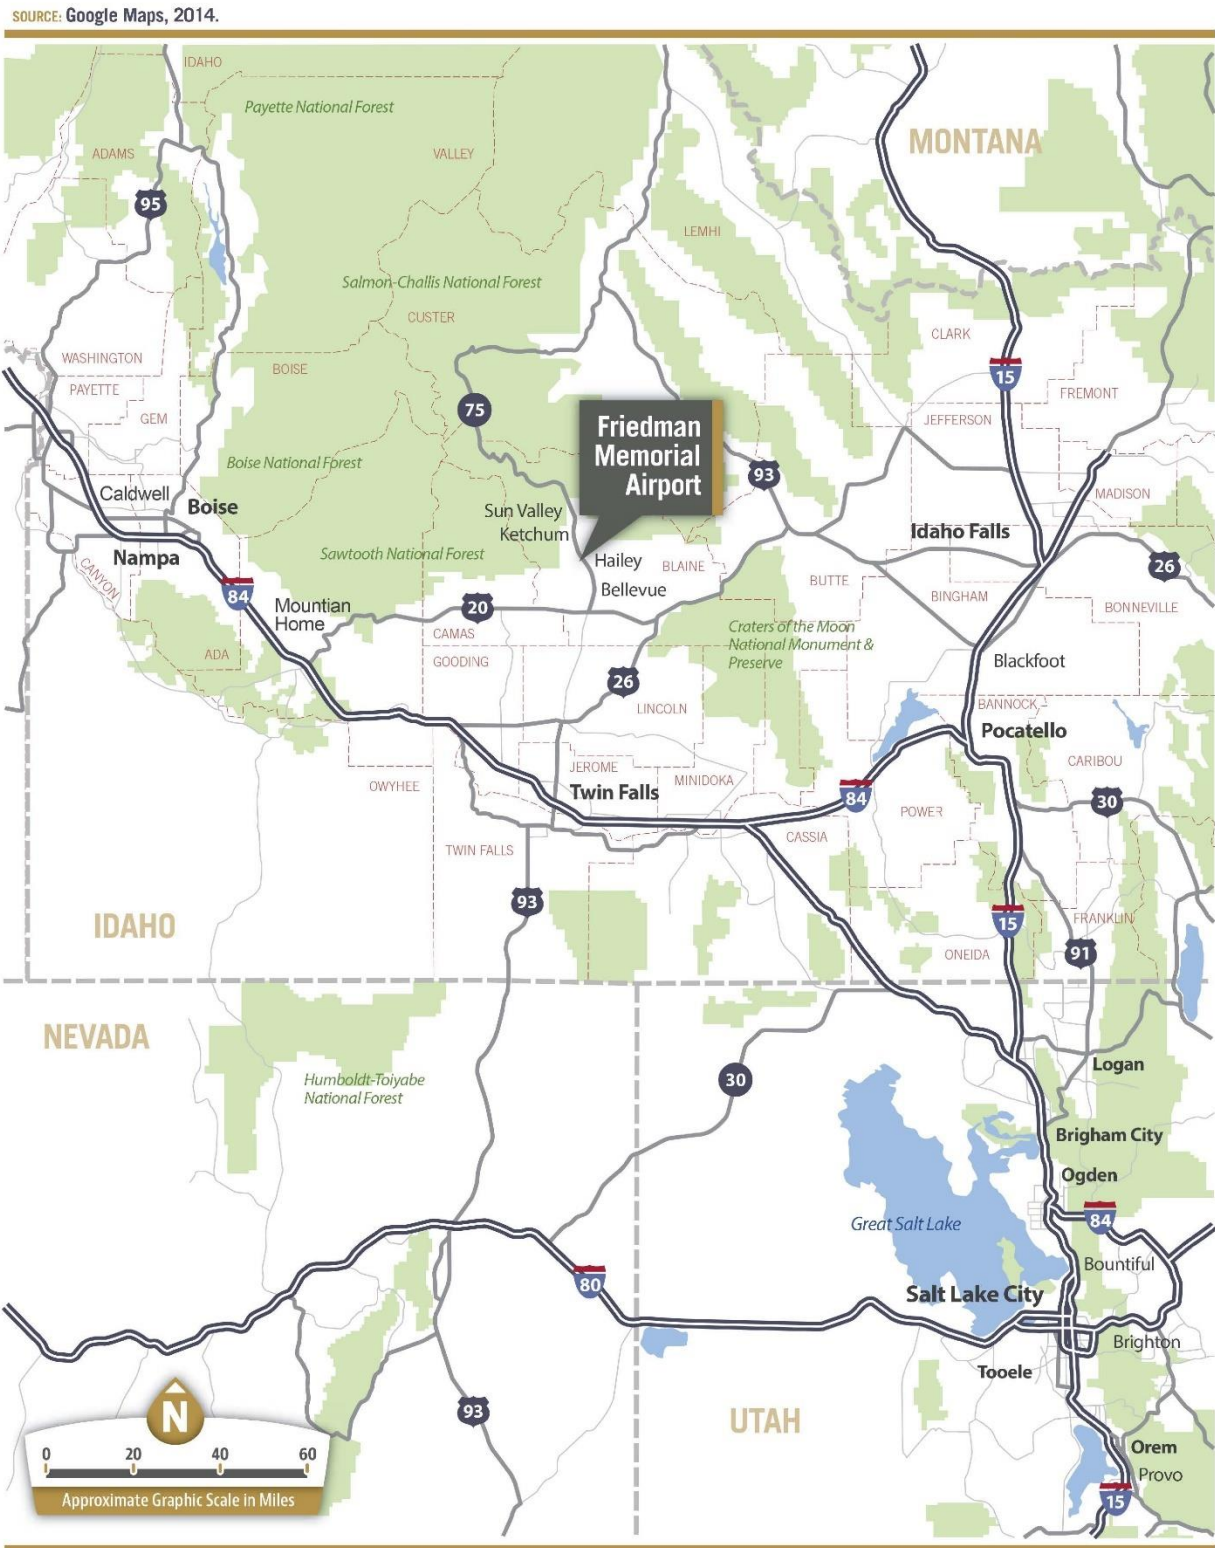 SOURCE: Google Maps, 2014.
IDAHO
Payette National Forest
MONTANA
ADAMS
VALLEY
95
LEMHI
Salmon-Challis National Forest
CUSTER
CLARK
WASHINGTON
BOISE
15
PAYETTE
FREMONT
GEM
75
JEFFERSON
Friedman
Memorial
Airport
Boise National Forest
93
Caldwell
Boise
MADISON
Sun Valley
Ketchum
Idaho Falls
Nampa
Sawtooth National Forest
Hailey
BLAINE
26
CANYON
BUTTE
84
Bellevue
BINGHAM
Mountian
Home
20
BONNEVILLE
CAMAS
Craters of the Moon
National Monument &
Preserve
ADA
GOODING
Blackfoot
26
LINCOLN
BANNOCK
Pocatello
JEROME
CARIBOU
OWYHEE
MINIDOKA
Twin Falls
84
30
POWER
CASSIA
TWIN FALLS
93
IDAHO
15
FRANKLIN
ONEIDA
91
NEVADA
Logan
Humboldt-Toiyabe
National Forest
30
Brigham City
Ogden
Great Salt Lake
84
Bountiful
80
Salt Lake City
Brighton
Tooele
93
UTAH
N
Orem
0 20 40 60
Provo
Approximate Graphic Scale in Miles
15